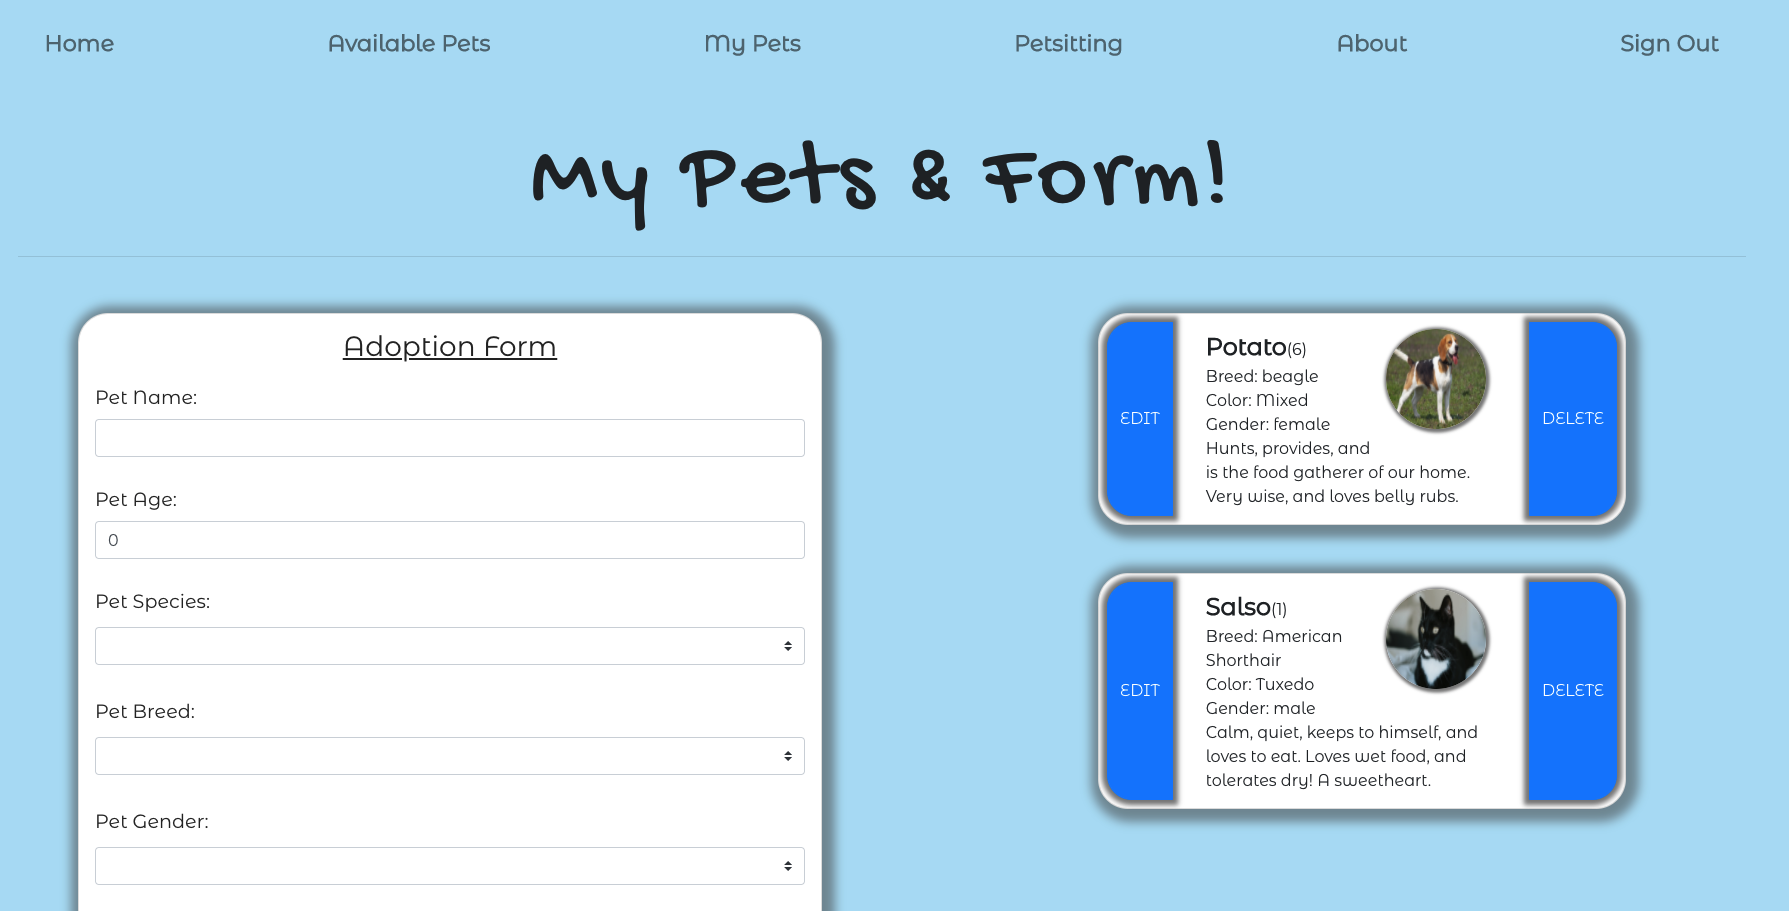 Home Available Pets My Pets Petsitting About Sign Out
My Pets & Form!
Adoption Form
Pet Name:
Pet Age:
0
Pet Species:
Pet Breed:
Pet Gender:
EDIT
Potato(6)
Breed: beagle
Color: Mixed
Gender: female
Hunts, provides, and
is the food gatherer of our home.
Very wise, and loves belly rubs.
DELETE
EDIT
Salso(1)
Breed: American
Shorthair
Color: Tuxedo
Gender: male
Calm, quiet, keeps to himself, and
loves to eat. Loves wet food, and
tolerates dry! A sweetheart.
DELETE